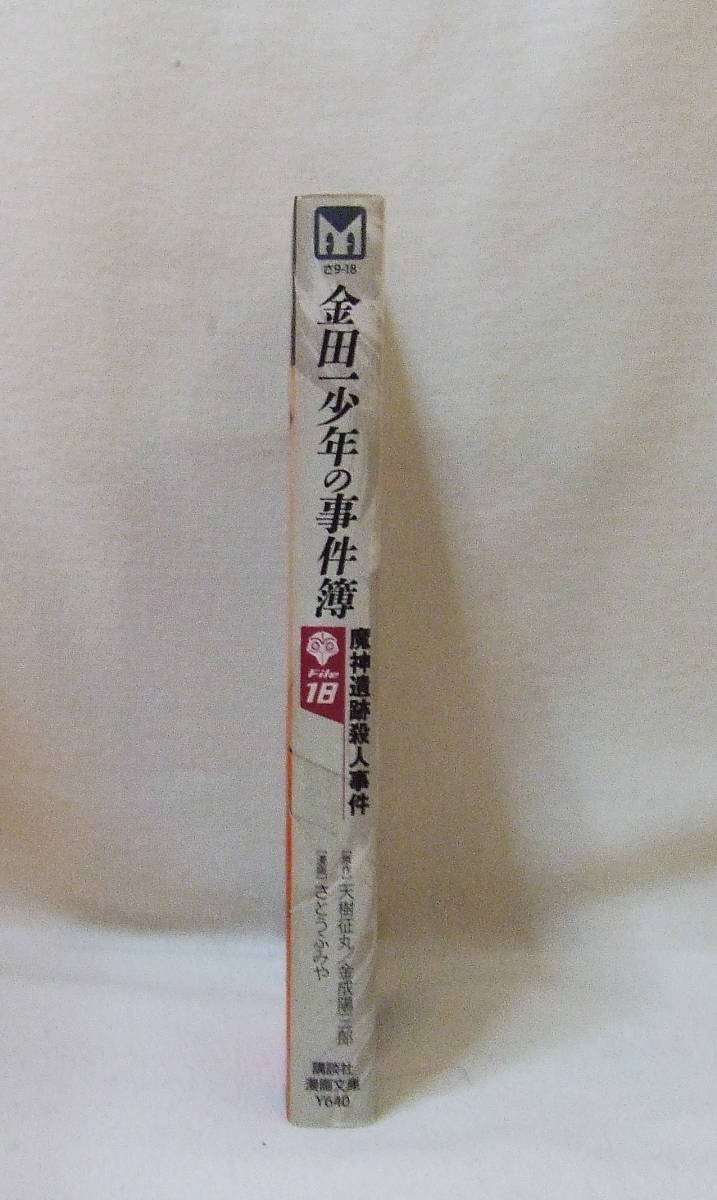 さ9-18
金田一少年の事件簿
File
18
魔神遺跡殺人事件
[原作]天樹征丸/金成陽三郎
[漫画]さとうふみや
講談社
漫画文庫
Y640